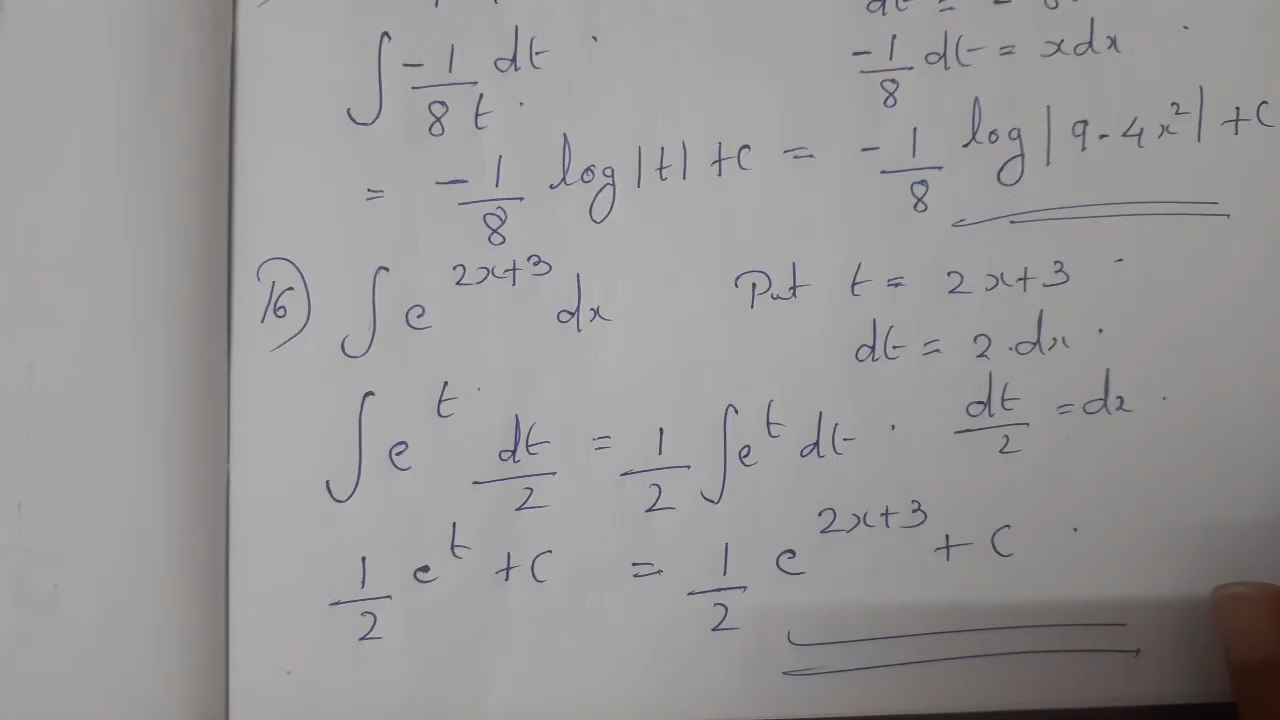 ∫ -1/8t dt
-1/8 dt = xdx
= -1/8 log|t| + c = -1/8 log|9-4x²| + c
16) ∫ e^(2x+3) dx Put t = 2x+3
dt = 2.dx
∫ e^t dt/2 = 1/2 ∫ e^t dt dt/2 = dx
1/2 e^t + c = 1/2 e^(2x+3) + c